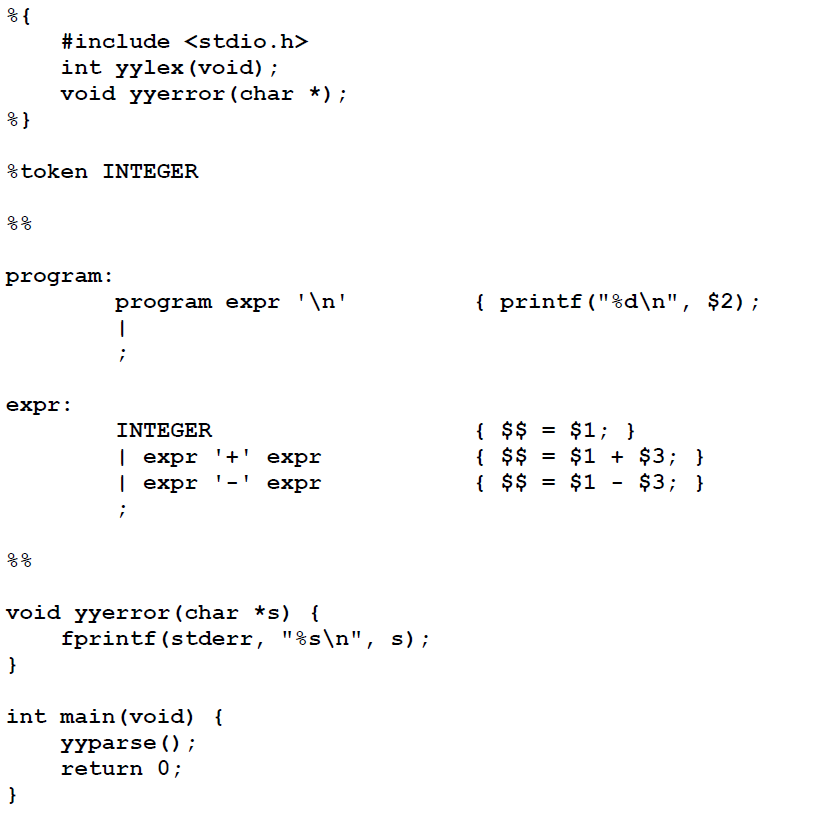 %{
    #include <stdio.h>
    int yylex(void);
    void yyerror(char *);
%}

%token INTEGER

%%

program:
        program expr '\n'         { printf("%d\n", $2);
        |
        ;

expr:
        INTEGER                   { $$ = $1; }
        | expr '+' expr           { $$ = $1 + $3; }
        | expr '-' expr           { $$ = $1 - $3; }
        ;

%%

void yyerror(char *s) {
    fprintf(stderr, "%s\n", s);
}

int main(void) {
    yyparse();
    return 0;
}